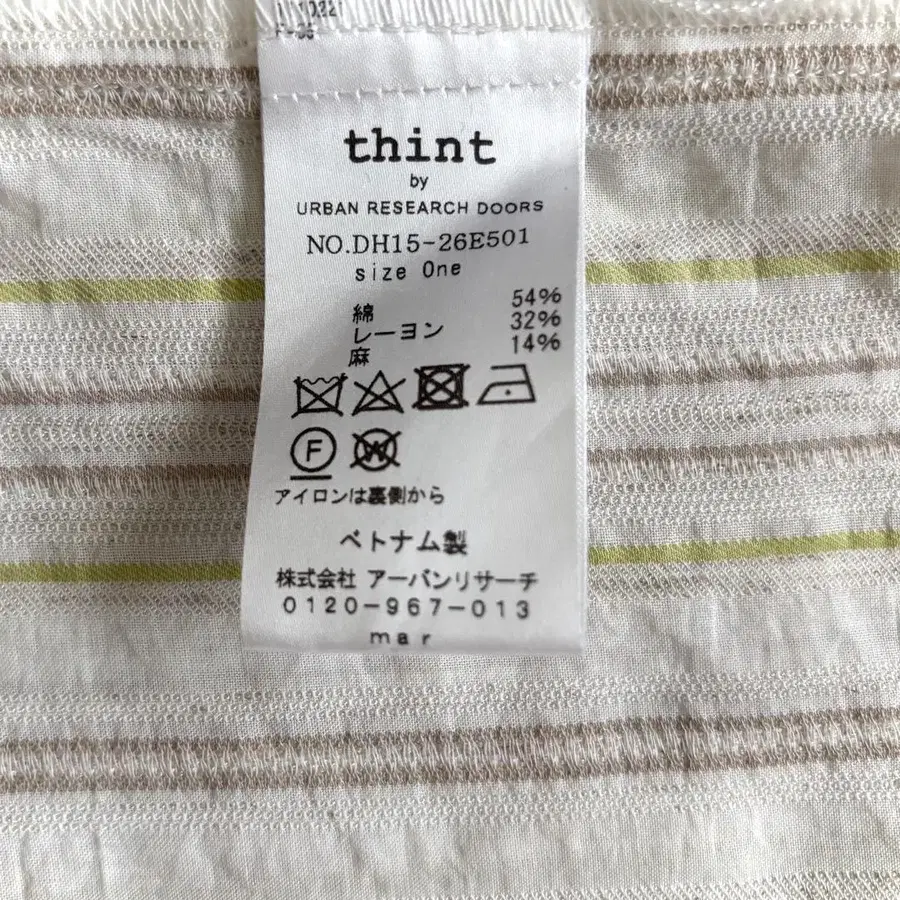 thint
by
URBAN RESEARCH DOORS
NO.DH15-26E501
size One
綿 54%
レーヨン 32%
麻 14%
F
W
アイロンは裏側から
ベトナム製
株式会社 アーバンリサーチ
0120-967-013
mar